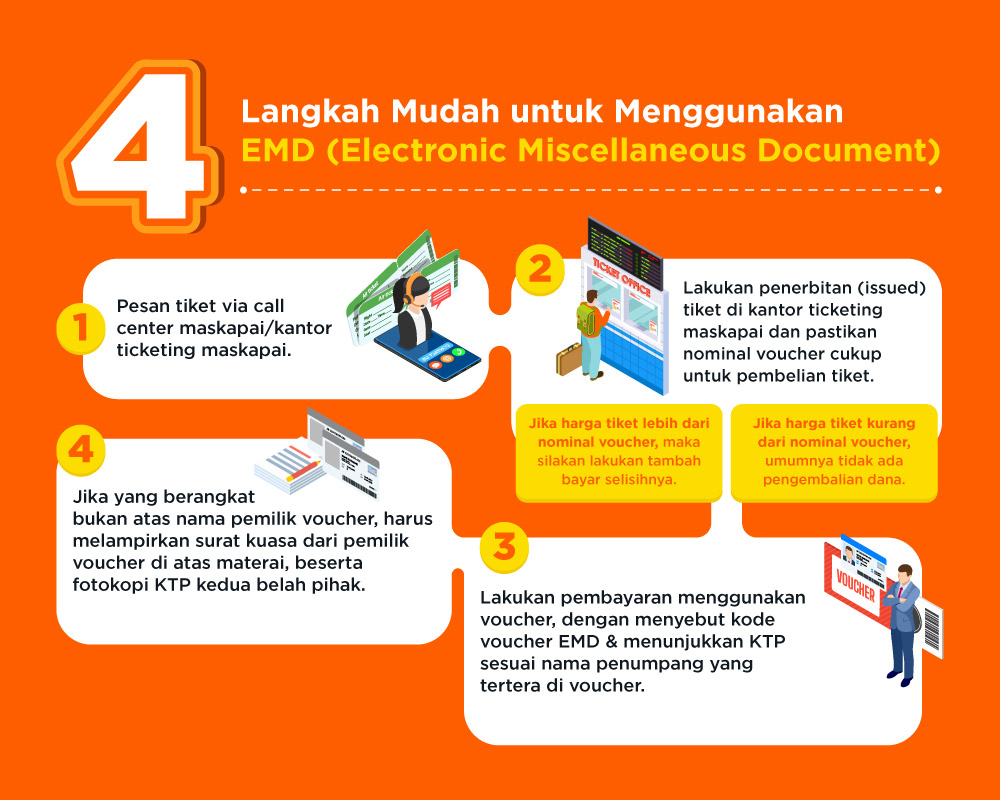 4
Langkah Mudah untuk Menggunakan
EMD (Electronic Miscellaneous Document)
1
Pesan tiket via call
center maskapai/kantor
ticketing maskapai.
Air ticket
2
TICKET OFFICE
Lakukan penerbitan (issued)
tiket di kantor ticketing
maskapai dan pastikan
nominal voucher cukup
untuk pembelian tiket.
Jika harga tiket lebih dari
nominal voucher, maka
silakan lakukan tambah
bayar selisihnya.
Jika harga tiket kurang
dari nominal voucher,
umumnya tidak ada
pengembalian dana.
3
Lakukan pembayaran menggunakan
voucher, dengan menyebut kode
voucher EMD & menunjukkan KTP
sesuai nama penumpang yang
tertera di voucher.
VOUCHER
4
Jika yang berangkat
bukan atas nama pemilik voucher, harus
melampirkan surat kuasa dari pemilik
voucher di atas materai, beserta
fotokopi KTP kedua belah pihak.